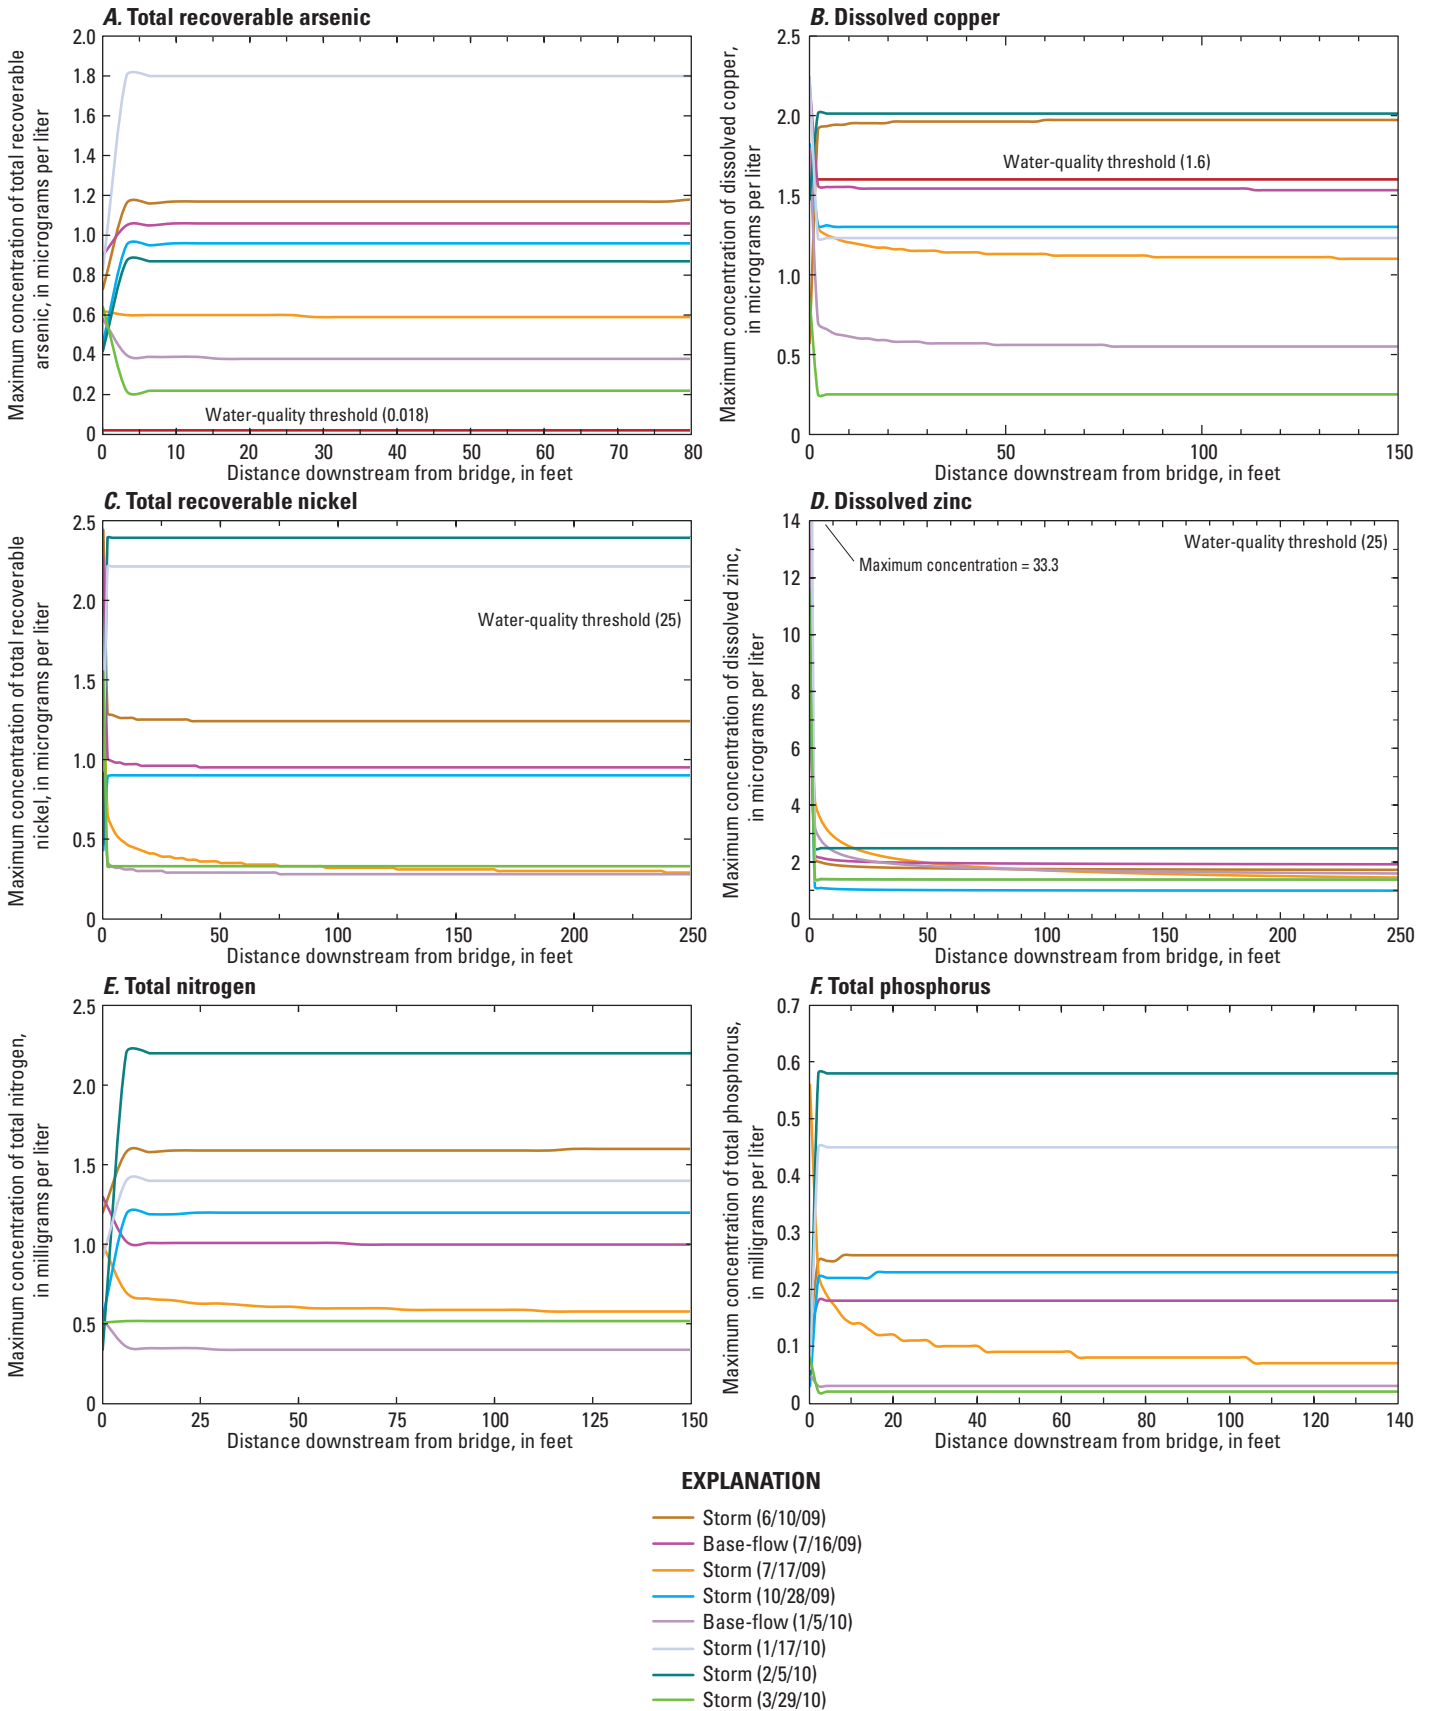 A. Total recoverable arsenic
Maximum concentration of total recoverable
arsenic, in micrograms per liter
2.0
1.8
1.6
1.4
1.2
1.0
0.8
0.6
0.4
0.2
0
Water-quality threshold (0.018)
0 10 20 30 40 50 60 70 80
Distance downstream from bridge, in feet
B. Dissolved copper
Maximum concentration of dissolved copper,
in micrograms per liter
2.5
2.0
1.5
1.0
0.5
0
Water-quality threshold (1.6)
0 50 100 150
Distance downstream from bridge, in feet
C. Total recoverable nickel
Maximum concentration of total recoverable
nickel, in micrograms per liter
2.5
2.0
1.5
1.0
0.5
0
Water-quality threshold (25)
0 50 100 150 200 250
Distance downstream from bridge, in feet
D. Dissolved zinc
Maximum concentration of dissolved zinc,
in micrograms per liter
14
12
10
8
6
4
2
0
Water-quality threshold (25)
Maximum concentration = 33.3
0 50 100 150 200 250
Distance downstream from bridge, in feet
E. Total nitrogen
Maximum concentration of total nitrogen,
in milligrams per liter
2.5
2.0
1.5
1.0
0.5
0
0 25 50 75 100 125 150
Distance downstream from bridge, in feet
F. Total phosphorus
Maximum concentration of total phosphorus,
in milligrams per liter
0.7
0.6
0.5
0.4
0.3
0.2
0.1
0
0 20 40 60 80 100 120 140
Distance downstream from bridge, in feet
EXPLANATION
Storm (6/10/09)
Base-flow (7/16/09)
Storm (7/17/09)
Storm (10/28/09)
Base-flow (1/5/10)
Storm (1/17/10)
Storm (2/5/10)
Storm (3/29/10)